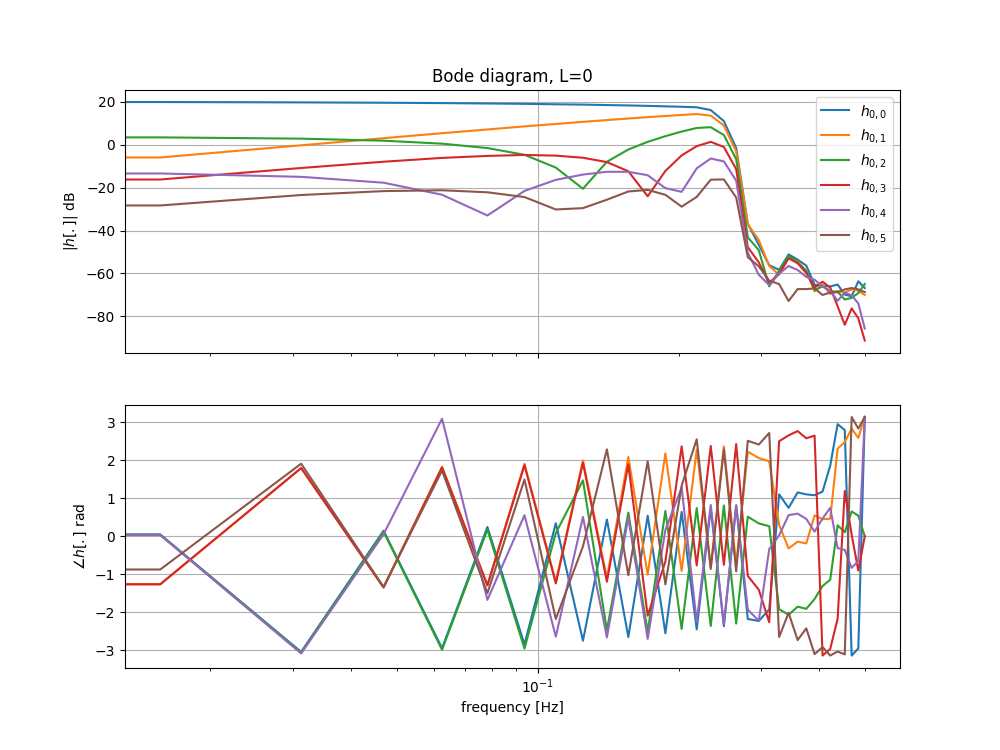 Bode diagram, L=0
|h[.]| dB
20
0
−20
−40
−60
−80
h0,0
h0,1
h0,2
h0,3
h0,4
h0,5
∠h[.] rad
3
2
1
0
−1
−2
−3
10−1
frequency [Hz]